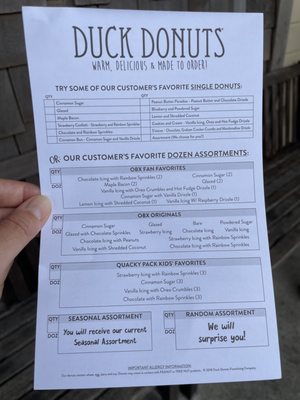 DUCK DONUTS
WARM, DELICIOUS & MADE TO ORDER!
TRY SOME OF OUR CUSTOMER'S FAVORITE SINGLE DONUTS:
QTY QTY
Cinnamon Sugar Peanut Butter Paradise - Peanut Butter and Chocolate Drizzle
Glazed Blueberry and Powdered Sugar
Maple Bacon Lemon and Shredded Coconut
Strawberry Confetti - Strawberry and Rainbow Sprinkles Cookies and Cream - Vanilla Icing, Oreo and Hot Fudge Drizzle
Chocolate and Rainbow Sprinkles S'mores - Chocolate, Graham Cracker Crumbs and Marshmallow Drizzle
Cinnamon Bun - Cinnamon Sugar and Vanilla Drizzle Assortment (We choose for you!)
OR: OUR CUSTOMER'S FAVORITE DOZEN ASSORTMENTS:
QTY OBX FAN FAVORITES
DOZ Chocolate Icing with Rainbow Sprinkles (2) Cinnamon Sugar (2)
Maple Bacon (2) Glazed (2)
Vanilla Icing with Oreo Crumbles and Hot Fudge Drizzle (1)
Cinnamon Sugar with Vanilla Drizzle (1)
Lemon Icing with Shredded Coconut (1) Vanilla Icing W/ Raspberry Drizzle (1)
QTY OBX ORIGINALS
DOZ Cinnamon Sugar Glazed Bare Powdered Sugar
Glazed with Chocolate Sprinkles Strawberry Icing Chocolate Icing Vanilla Icing
Chocolate Icing with Peanuts Strawberry Icing with Rainbow Sprinkles
Vanilla Icing with Shredded Coconut Chocolate Icing with Rainbow Sprinkles
QTY QUACKY PACK KIDS' FAVORITES
DOZ Strawberry Icing with Rainbow Sprinkles (3)
Cinnamon Sugar (3)
Vanilla Icing with Oreo Crumbles (3)
Chocolate with Rainbow Sprinkles (3)
QTY SEASONAL ASSORTMENT QTY RANDOM ASSORTMENT
DOZ You will receive our current DOZ We will
Seasonal Assortment surprise you!
IMPORTANT ALLERGY INFORMATION: